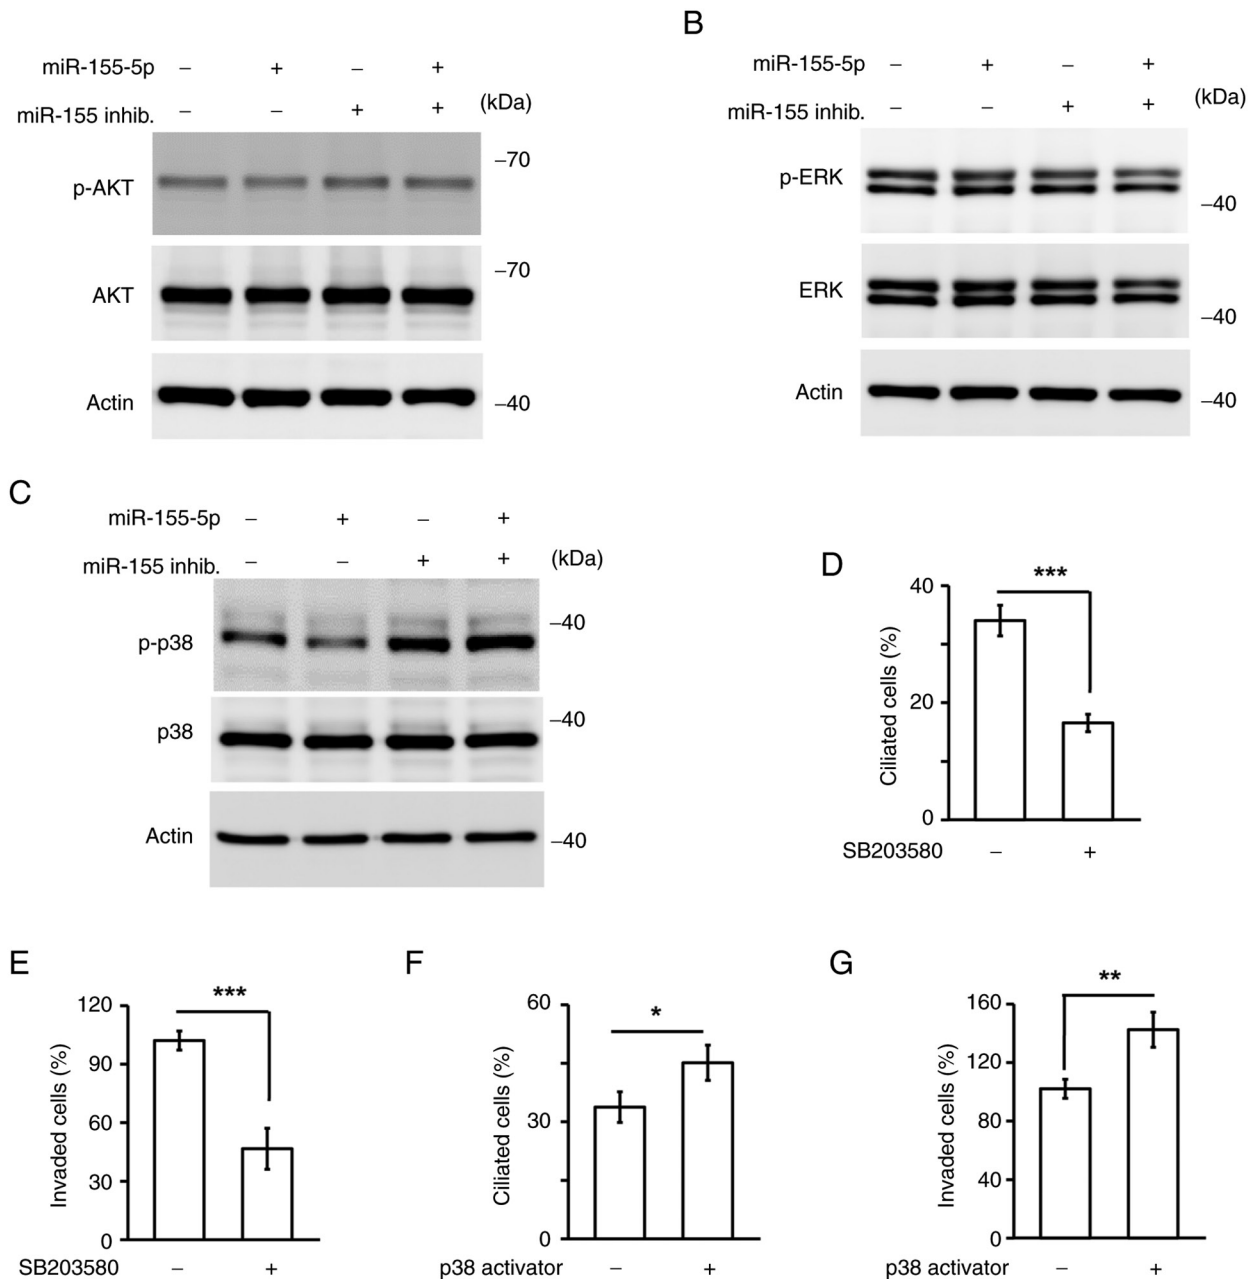 miR-155-5p – + – +
miR-155 inhib. – – + + (kDa)
p-AKT –70
AKT –70
Actin –40
B
miR-155-5p – + – +
miR-155 inhib. – – + + (kDa)
p-ERK –40
ERK –40
Actin –40
C
miR-155-5p – + – +
miR-155 inhib. – – + + (kDa)
p-p38 –40
p38 –40
Actin –40
D
***
Ciliated cells (%)
40
20
0
SB203580 – +
E
***
Invaded cells (%)
120
90
60
30
0
SB203580 – +
F
*
Ciliated cells (%)
60
30
0
p38 activator – +
G
**
Invaded cells (%)
160
120
80
40
0
p38 activator – +